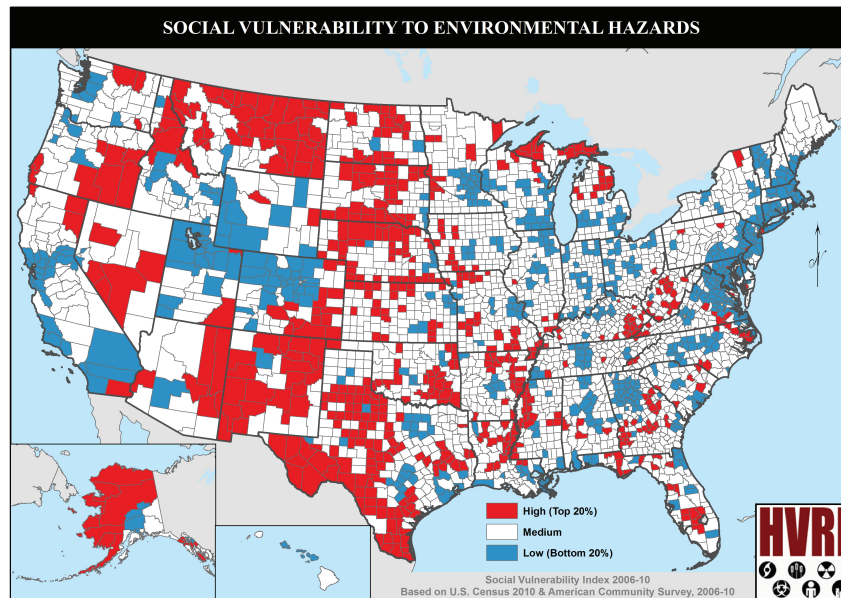 SOCIAL VULNERABILITY TO ENVIRONMENTAL HAZARDS
N
High (Top 20%)
Medium
Low (Bottom 20%)
Social Vulnerability Index 2006-10
Based on U.S. Census 2010 & American Community Survey, 2006-10
HVRI